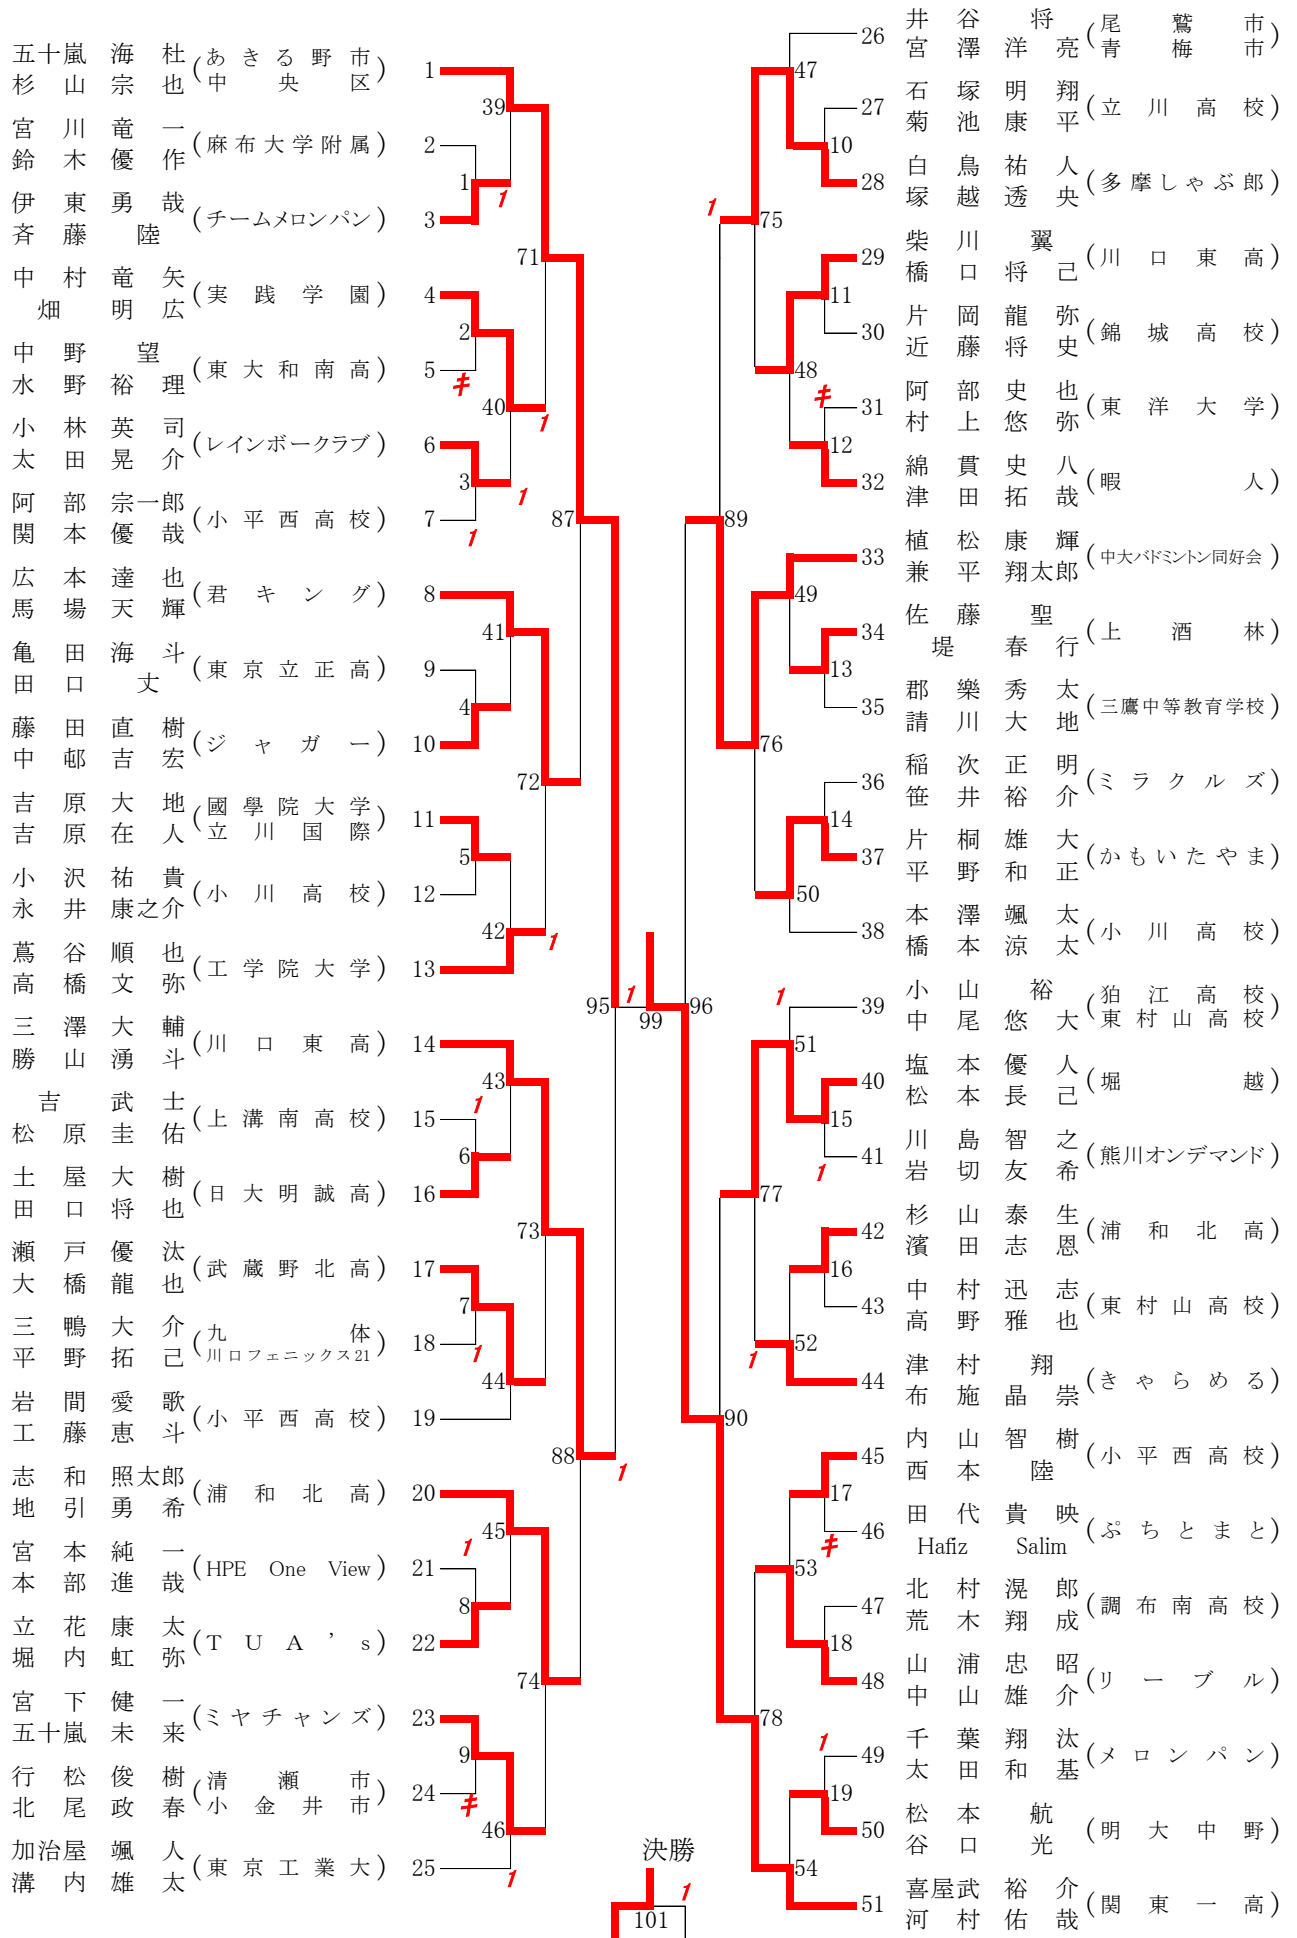 五十嵐 海 杜 (あきる野市) 1
杉 山 宗 也 (中 央 区)
宮 川 竜 一 (麻布大学附属) 2
鈴 木 優 作
伊 東 勇 哉 (チームメロンパン) 3
斉 藤 陸
中 村 竜 矢 (実 践 学 園) 4
畑 明 広
中 野 望 (東大和南高) 5
水 野 裕 理
小 林 英 司 (レインボークラブ) 6
太 田 晃 介
阿 部 宗一郎 (小平西高校) 7
関 本 優 哉
広 本 達 也 (君 キ ン グ) 8
馬 場 天 輝
亀 田 海 斗 (東京立正高) 9
田 口 丈
藤 田 直 樹 (ジ ャ ガ ー) 10
中 邨 吉 宏
吉 原 大 地 (國學院大学) 11
吉 原 在 人 (立 川 国 際)
小 沢 祐 貴 (小 川 高 校) 12
永 井 康之介
蔦 谷 順 也 (工学院大学) 13
高 橋 文 弥
三 澤 大 輔 (川 口 東 高) 14
勝 山 湧 斗
吉 武 士 (上溝南高校) 15
松 原 圭 佑
土 屋 大 樹 (日大明誠高) 16
田 口 将 也
瀬 戸 優 汰 (武蔵野北高) 17
大 橋 龍 也
三 鴨 大 介 (九 体) 18
平 野 拓 己 (川口フェニックス21)
岩 間 愛 歌 (小平西高校) 19
工 藤 恵 斗
志 和 照太郎 (浦 和 北 高) 20
地 引 勇 希
宮 本 純 一 (HPE One View) 21
本 部 進 哉
立 花 康 太 (T U A ' s) 22
堀 内 虹 弥
宮 下 健 一 (ミヤチャンズ) 23
五十嵐 未 来
行 松 俊 樹 (清 瀬 市) 24
北 尾 政 春 (小 金 井 市)
加治屋 颯 人 (東京工業大) 25
溝 内 雄 太
39
1
1
71
2
キ
40
1
3
1
1
87
41
4
72
5
42
1
95
43
1
6
73
7
1
44
88
1
45
1
8
74
9
キ
46
1
1
99
96
決勝
1
101
26 井 谷 将 (尾 鷲 市)
宮 澤 洋 亮 (青 梅 市)
27 石 塚 明 翔 (立 川 高 校)
菊 池 康 平
28 白 鳥 祐 人 (多摩しゃぶ郎)
塚 越 透 央
29 柴 川 翼 (川 口 東 高)
橋 口 将 己
30 片 岡 龍 弥 (錦 城 高 校)
近 藤 将 史
31 阿 部 史 也 (東 洋 大 学)
村 上 悠 弥
32 綿 貫 史 八 (暇 人)
津 田 拓 哉
33 植 松 康 輝 (中大バドミントン同好会)
兼 平 翔太郎
34 佐 藤 聖 (上 酒 林)
堤 春 行
35 郡 樂 秀 太 (三鷹中等教育学校)
請 川 大 地
36 稲 次 正 明 (ミラクルズ)
笹 井 裕 介
37 片 桐 雄 大 (かもいたやま)
平 野 和 正
38 本 澤 颯 太 (小 川 高 校)
橋 本 涼 太
39 小 山 裕 (狛 江 高 校)
中 尾 悠 大 (東村山高校)
40 塩 本 優 人 (堀 越)
松 本 長 己
41 川 島 智 之 (熊川オンデマンド)
岩 切 友 希
42 杉 山 泰 生 (浦 和 北 高)
濱 田 志 恩
43 中 村 迅 志 (東村山高校)
高 野 雅 也
44 津 村 翔 (きゃらめる)
布 施 晶 崇
45 内 山 智 樹 (小平西高校)
西 本 陸
46 田 代 貴 映 (ぷちとまと)
Hafiz Salim
47 北 村 滉 郎 (調布南高校)
荒 木 翔 成
48 山 浦 忠 昭 (リ ー ブ ル)
中 山 雄 介
49 千 葉 翔 汰 (メロンパン)
太 田 和 基
50 松 本 航 (明 大 中 野)
谷 口 光
51 喜屋武 裕 介 (関 東 一 高)
河 村 佑 哉
47
10
1
75
11
48
キ
12
89
49
13
76
14
50
1
51
15
1
77
16
1
52
90
17
キ
53
18
78
1
19
54